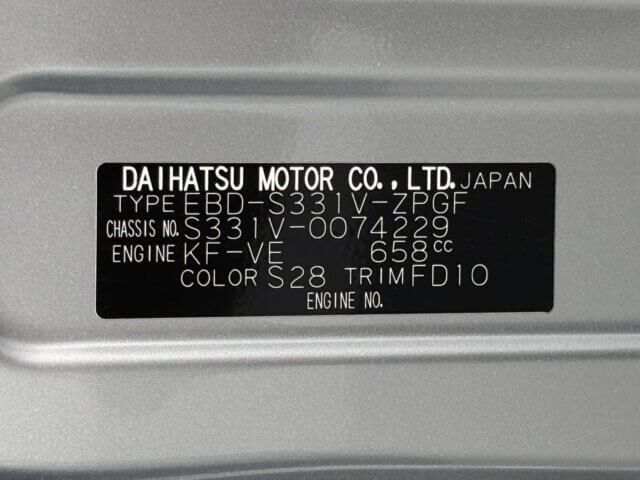 DAIHATSU MOTOR CO.,LTD. JAPAN
TYPE EBD-S331V-ZPGF
CHASSIS NO. S331V-0074229
ENGINE KF-VE 658CC
COLOR S28 TRIM FD10
ENGINE NO.